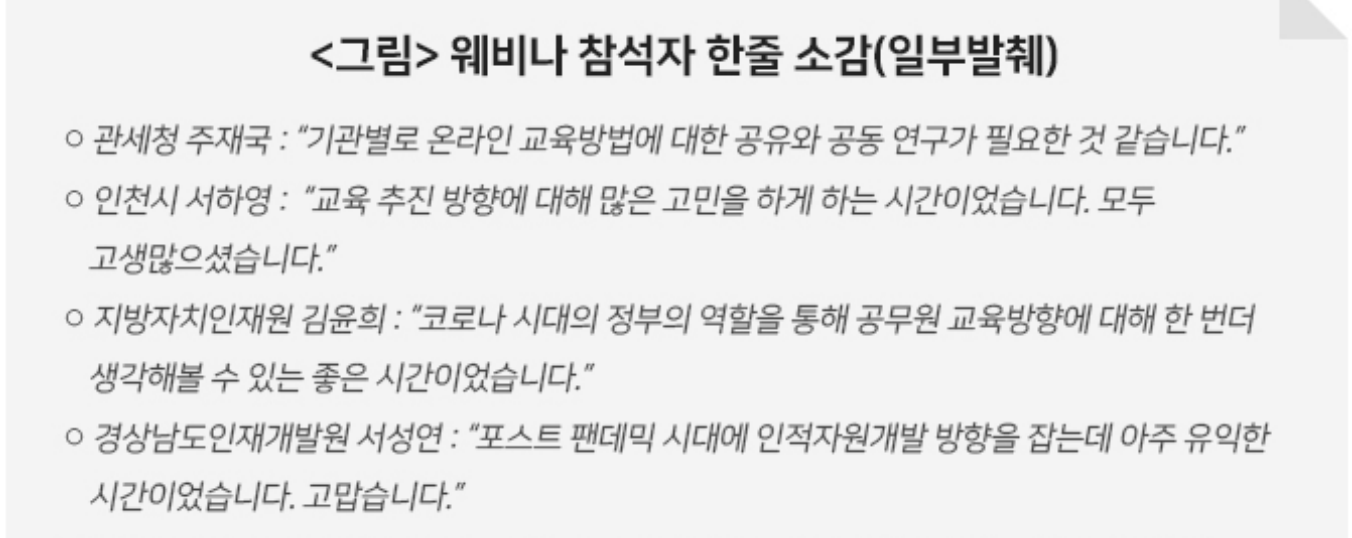 <그림> 웨비나 참석자 한줄 소감(일부발췌)
○ 관세청 주재국 : “기관별로 온라인 교육방법에 대한 공유와 공동 연구가 필요한 것 같습니다.”
○ 인천시 서하영 : “교육 추진 방향에 대해 많은 고민을 하게 하는 시간이었습니다. 모두
고생많으셨습니다.”
○ 지방자치인재원 김윤희 : “코로나 시대의 정부의 역할을 통해 공무원 교육방향에 대해 한 번더
생각해볼 수 있는 좋은 시간이었습니다.”
○ 경상남도인재개발원 서성연 : “포스트 팬데믹 시대에 인적자원개발 방향을 잡는데 아주 유익한
시간이었습니다. 고맙습니다.”